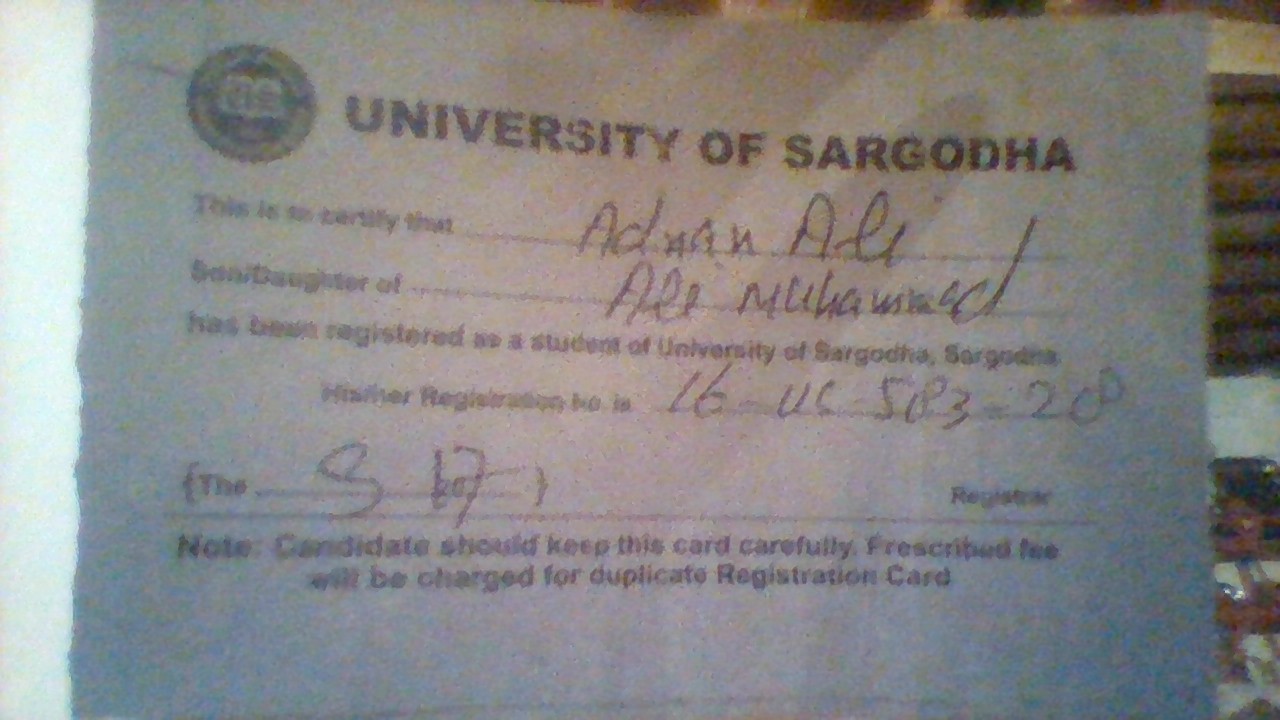 UNIVERSITY OF SARGODHA
This is to certify that Adnan Ali
Son/Daughter of Ali Muhammad
has been registered as a student of University of Sargodha, Sargodha
His/Her Registration No. is 16-UC-583-20
(The )
Registrar
Note: Candidate should keep this card carefully. Prescribed fee
will be charged for duplicate Registration Card